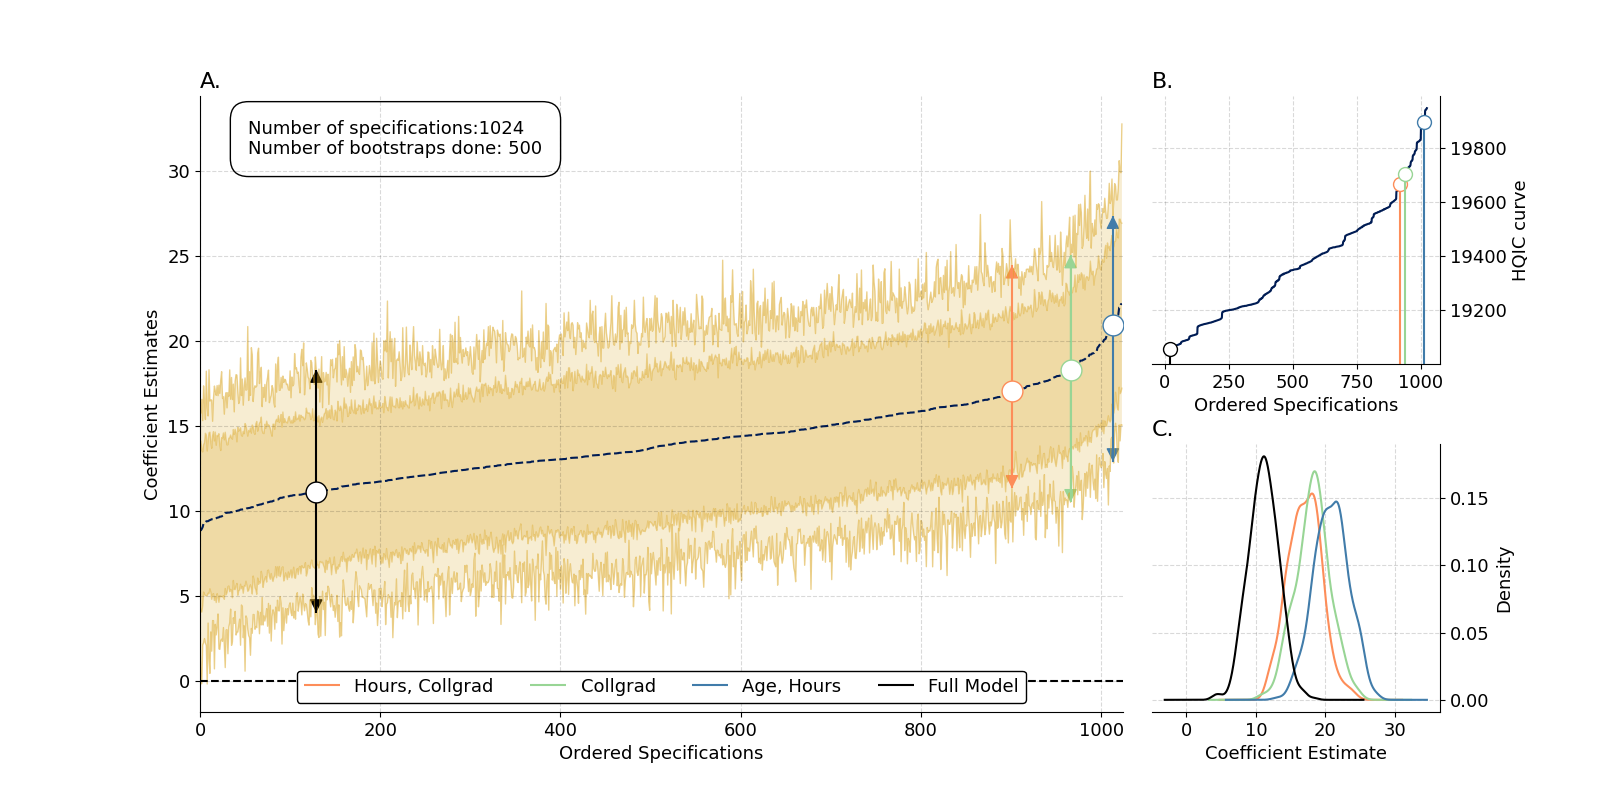 A.
Number of specifications:1024
Number of bootstraps done: 500
Coefficient Estimates
30
25
20
15
10
5
0
Hours, Collgrad
Collgrad
Age, Hours
Full Model
0 200 400 600 800 1000
Ordered Specifications
B.
19800
19600
19400
19200
HQIC curve
0 250 500 750 1000
Ordered Specifications
C.
0.15
0.10
0.05
0.00
Density
0 10 20 30
Coefficient Estimate